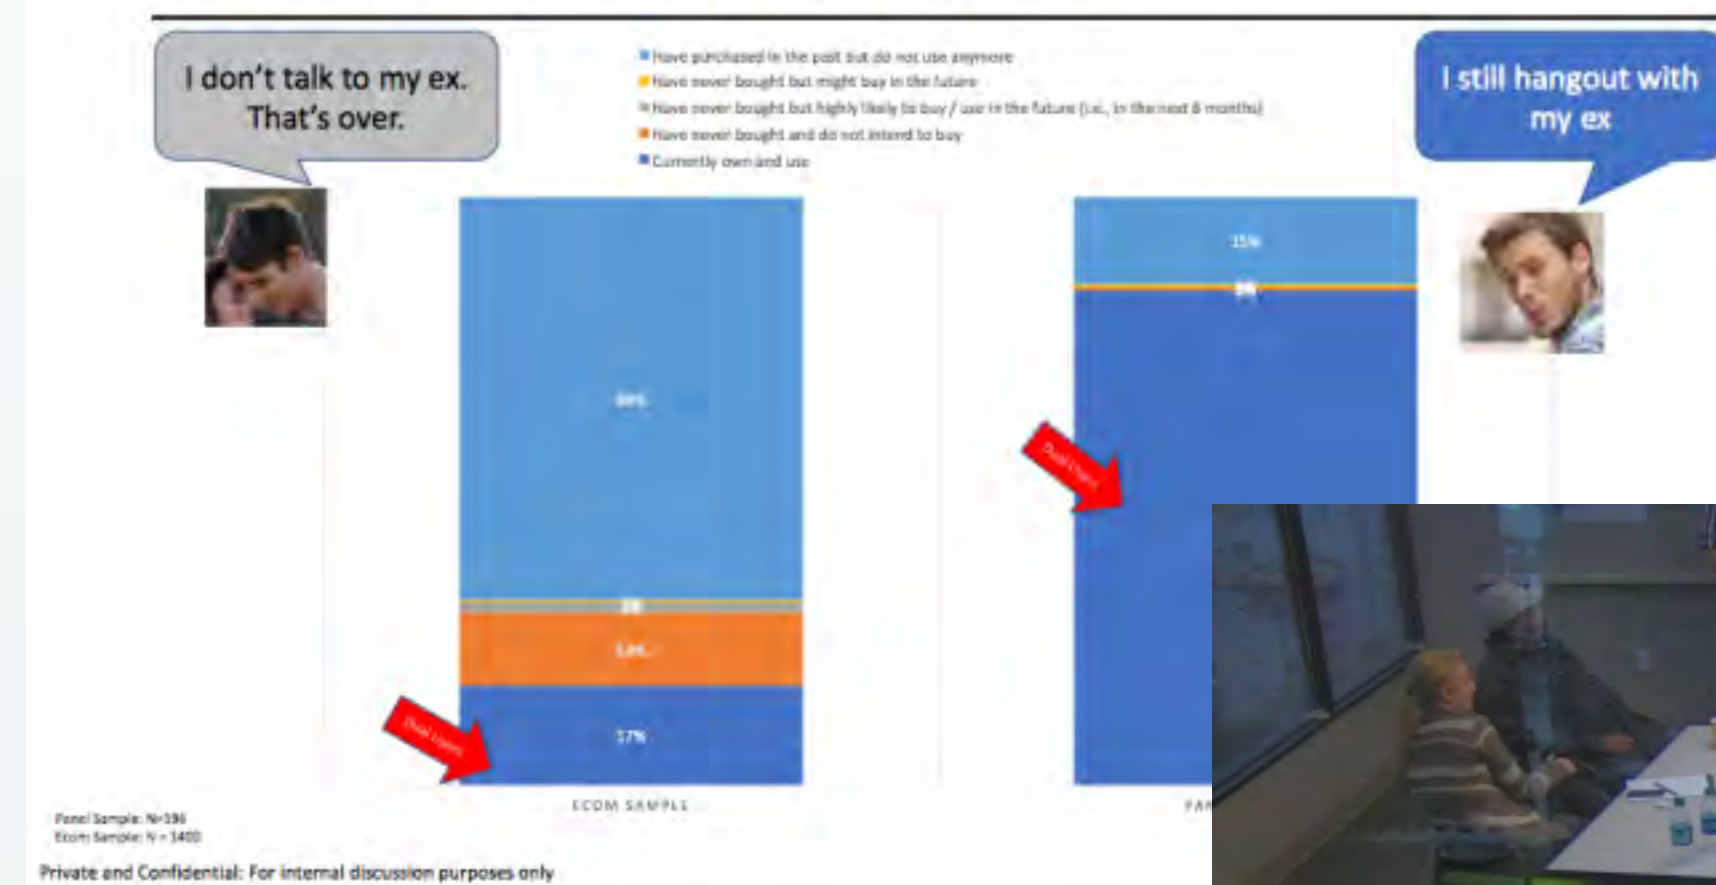 I don't talk to my ex.
That's over.
Have purchased in the past but do not use anymore
Have never bought but might buy in the future
Have never bought but highly likely to buy / use in the future (i.e., in the next 6 months)
Have never bought and do not intend to buy
Currently own and use
I still hangout with
my ex
15%
Dual Users
17%
Dual Users
ECOM SAMPLE
Panel Sample: N=196
Ecom Sample: N = 1400
Private and Confidential: For internal discussion purposes only